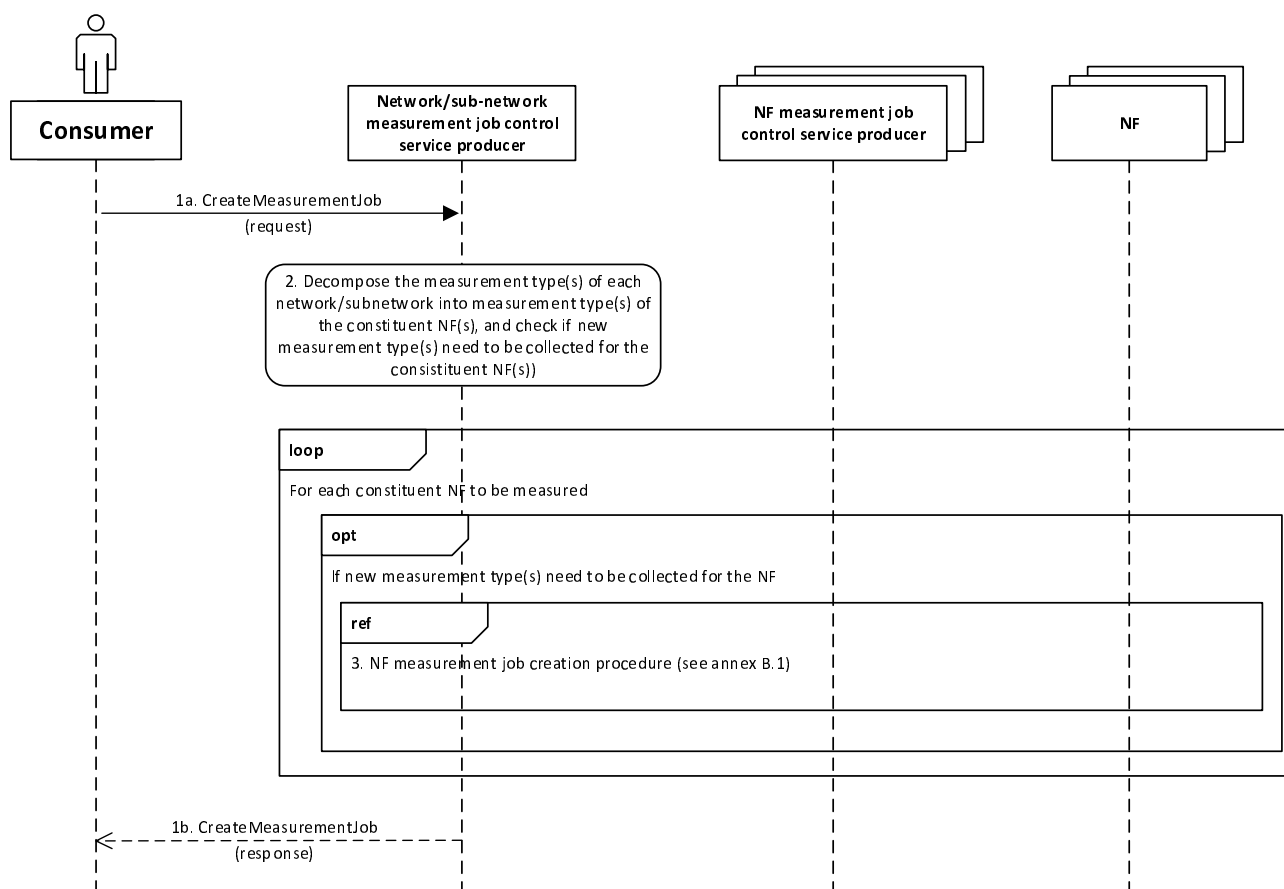 Consumer
Network/sub-network
measurement job control
service producer
NF measurement job
control service producer
NF
1a. CreateMeasurementJob
(request)
2. Decompose the measurement type(s) of each
network/subnetwork into measurement type(s) of
the constituent NF(s), and check if new
measurement type(s) need to be collected for the
consistituent NF(s))
loop
For each constituent NF to be measured
opt
If new measurement type(s) need to be collected for the NF
ref
3. NF measurement job creation procedure (see annex B.1)
1b. CreateMeasurementJob
(response)